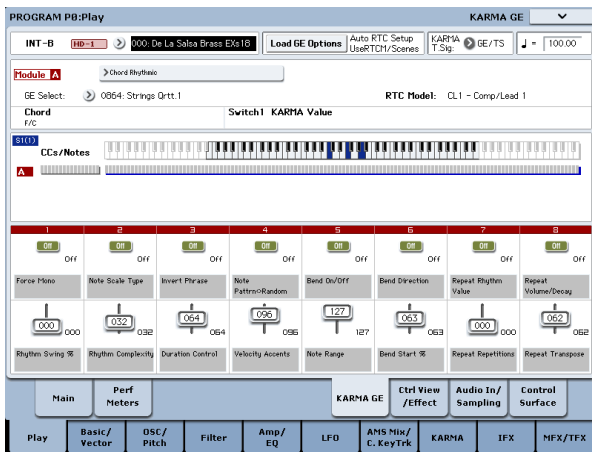 PROGRAM P0:Play KARMA GE
INT-B HD-1 000: De La Salsa Brass EXs18 Load GE Options Auto RTC Setup UseRTCM/Scenes KARMA T.Sig: GE/TS ♩ = 100.00
Module A Chord Rhythmic
GE Select: 0864: Strings Qrtt.1 RTC Model: CL1 - Comp/Lead 1
Chord Switch1 KARMA Value
F/C
S1(1)
CCs/Notes
A
1 2 3 4 5 6 7 8
Off Off Off Off Off Off Off Off
Off Off Off Off Off Off Off Off
Force Mono Note Scale Type Invert Phrase Note Pattrn○Random Bend On/Off Bend Direction Repeat Rhythm Value Repeat Volume/Decay
000 032 064 096 127 063 000 062
000 032 064 096 127 063 000 062
Rhythm Swing % Rhythm Complexity Duration Control Velocity Accents Note Range Bend Start % Repeat Repetitions Repeat Transpose
Main Perf Meters KARMA GE Ctrl View /Effect Audio In/ Sampling Control Surface
Play Basic/ Vector OSC/ Pitch Filter Amp/ EQ LFO AMS Mix/ C. KeyTrk KARMA IFX MFX/TFX